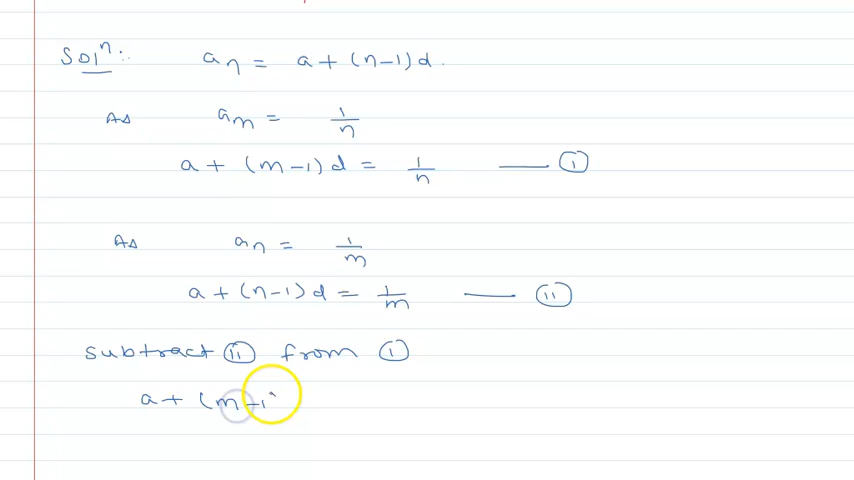 Solⁿ:- aₙ = a + (n-1)d.
As aₘ = 1/n
a + (m-1)d = 1/n —— (i)
As aₙ = 1/m
a + (n-1)d = 1/m —— (ii)
subtract (ii) from (i)
a + (m-1)